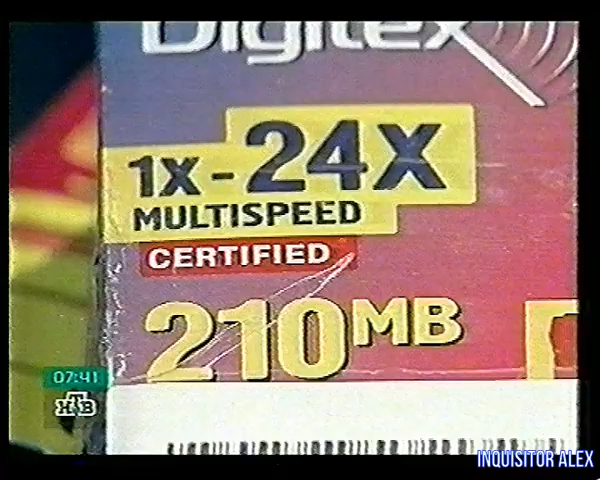 Digitex
1X-24X
MULTISPEED
CERTIFIED
210MB
07:41
НТВ
INQUISITOR ALEX